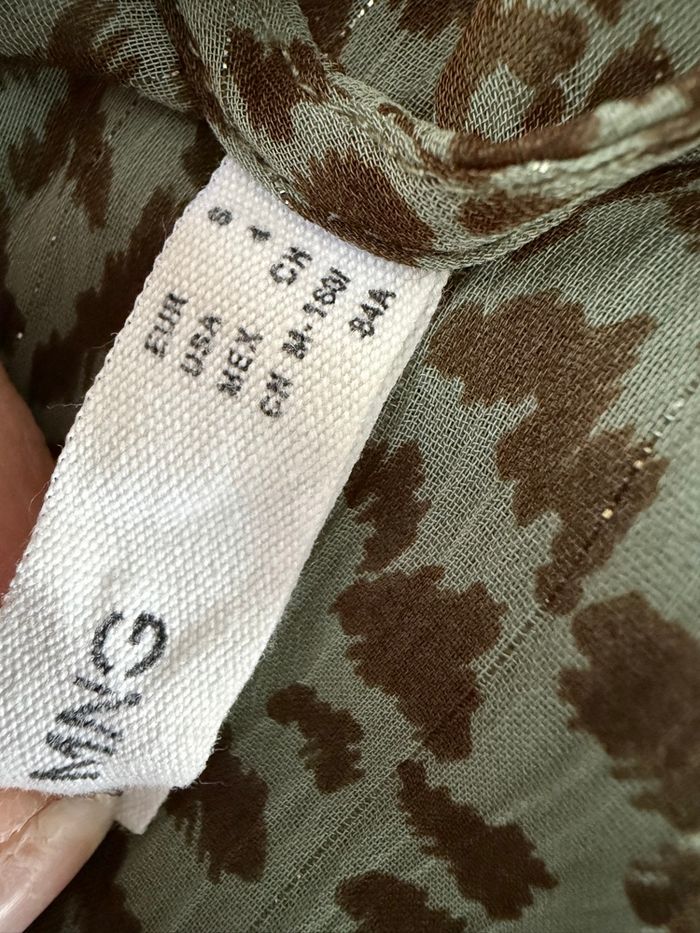 EUR S
USA 4
MEX CH
CN M-160/
84A
MNG